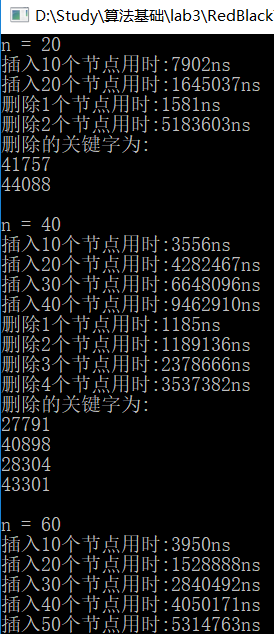 D:\Study\算法基础\lab3\RedBlack
n = 20
插入10个节点用时:7902ns
插入20个节点用时:1645037ns
删除1个节点用时:1581ns
删除2个节点用时:5183603ns
删除的关键字为:
41757
44088
n = 40
插入10个节点用时:3556ns
插入20个节点用时:4282467ns
插入30个节点用时:6648096ns
插入40个节点用时:9462910ns
删除1个节点用时:1185ns
删除2个节点用时:1189136ns
删除3个节点用时:2378666ns
删除4个节点用时:3537382ns
删除的关键字为:
27791
40898
28304
43301
n = 60
插入10个节点用时:3950ns
插入20个节点用时:1528888ns
插入30个节点用时:2840492ns
插入40个节点用时:4050171ns
插入50个节点用时:5314763ns